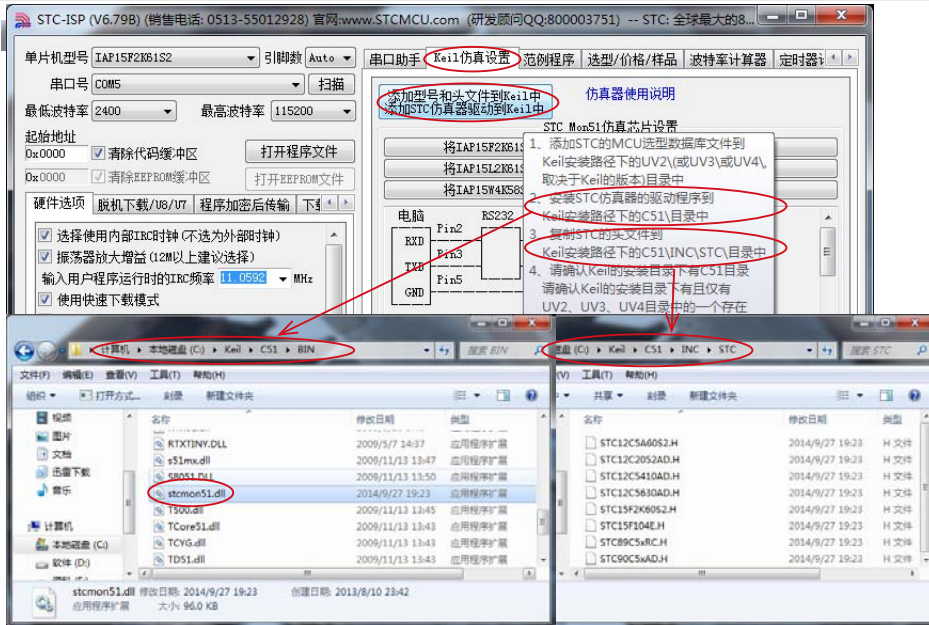 STC-ISP (V6.79B) (销售电话: 0513-55012928) 官网:www.STCMCU.com (研发顾问QQ:800003751) -- STC: 全球最大的8...
单片机型号 IAP15F2K61S2 引脚数 Auto
串口号 COM5 扫描
最低波特率 2400 最高波特率 115200
起始地址
0x0000 清除代码缓冲区 打开程序文件
0x0000 清除EEPROM缓冲区 打开EEPROM文件
硬件选项 脱机下载/U8/U7 程序加密后传输
选择使用内部IRC时钟(不选为外部时钟)
振荡器放大增益(12M以上建议选择)
输入用户程序运行时的IRC频率 11.0592 MHz
使用快速下载模式
串口助手 Keil仿真设置 范例程序 选型/价格/样品 波特率计算器 定时器
添加型号和头文件到Keil中
添加STC仿真器驱动到Keil中
仿真器使用说明
STC Mon51仿真芯片设置
将IAP15F2K61S
将IAP15L2K61S
将IAP15W4K58S
电脑 RS232
RXD Pin2
TXD Pin3
GND Pin5
1、添加STC的MCU选型数据库文件到
Keil安装路径下的UV2\(或UV3\或UV4\,
取决于Keil的版本)目录中
2、安装STC仿真器的驱动程序到
Keil安装路径下的C51\目录中
3、复制STC的头文件到
Keil安装路径下的C51\INC\STC\目录中
4、请确认Keil的安装目录下有C51目录
请确认Keil的安装目录下有且仅有
UV2、UV3、UV4目录中的一个存在
计算机 本地磁盘 (C:) Keil C51 BIN 搜索 BIN
文件(F) 编辑(E) 查看(V) 工具(T) 帮助(H)
组织 打开方式... 刻录 新建文件夹
视频
图片
文档
迅雷下载
音乐
计算机
本地磁盘 (C:)
软件 (D:)
名称 修改日期 类型
RTXTINY.DLL 2009/5/7 14:37 应用程序扩展
s51mx.dll 2009/11/13 13:47 应用程序扩展
S8051.DLL 2009/11/13 13:50 应用程序扩展
stcmon51.dll 2014/9/27 19:23 应用程序扩展
T500.dll 2009/11/13 13:45 应用程序扩展
TCore51.dll 2009/11/13 13:43 应用程序扩展
TCYG.dll 2009/11/13 13:43 应用程序扩展
TD51.dll 2009/11/13 13:43 应用程序扩展
stcmon51.dll 修改日期: 2014/9/27 19:23 创建日期: 2013/8/10 23:42
应用程序扩展 大小: 96.0 KB
磁盘 (C:) Keil C51 INC STC 搜索 STC
(V) 工具(T) 帮助(H)
共享 刻录 新建文件夹
名称 修改日期 类型
STC12C5A60S2.H 2014/9/27 19:23 H 文件
STC12C2052AD.H 2014/9/27 19:23 H 文件
STC12C5410AD.H 2014/9/27 19:23 H 文件
STC12C5630AD.H 2014/9/27 19:23 H 文件
STC15F2K60S2.H 2014/9/27 19:23 H 文件
STC15F104E.H 2014/9/27 19:23 H 文件
STC89C5xRC.H 2014/9/27 19:23 H 文件
STC90C5xAD.H 2014/9/27 19:23 H 文件